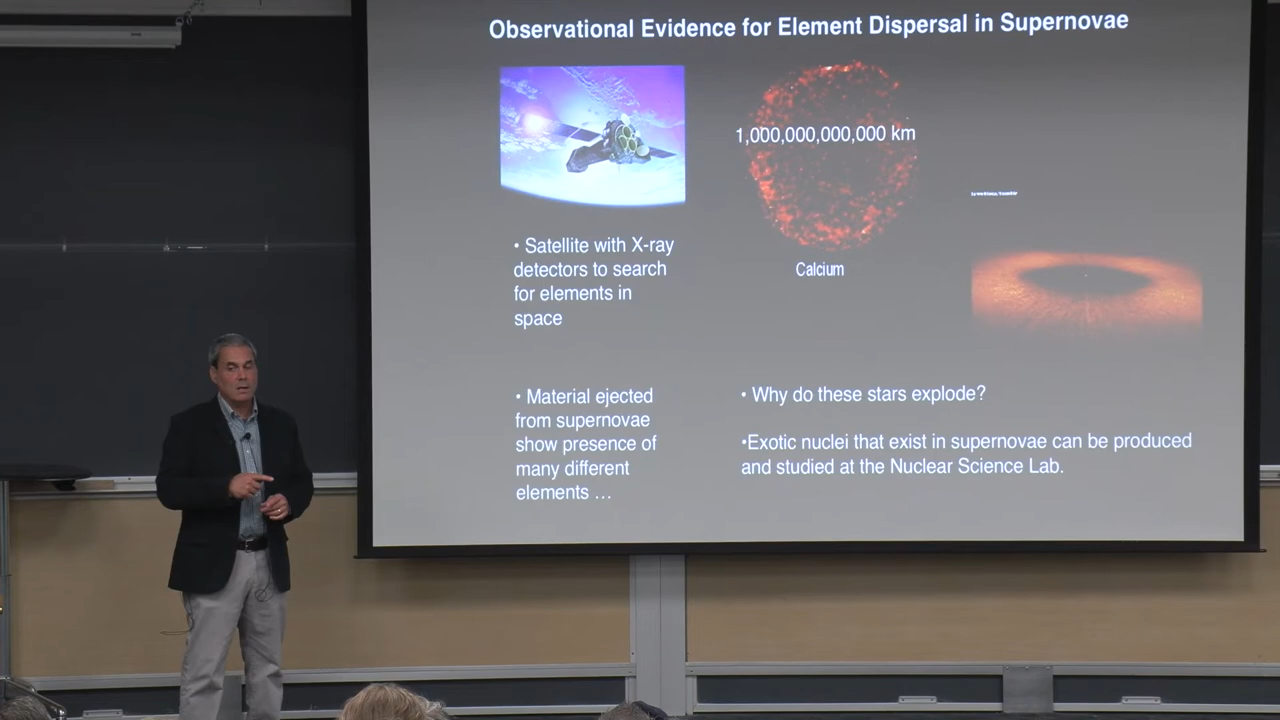 Observational Evidence for Element Dispersal in Supernovae
1,000,000,000,000 km
• Satellite with X-ray
detectors to search
for elements in
space
Calcium
• Material ejected
from supernovae
show presence of
many different
elements …
• Why do these stars explode?
•Exotic nuclei that exist in supernovae can be produced
and studied at the Nuclear Science Lab.